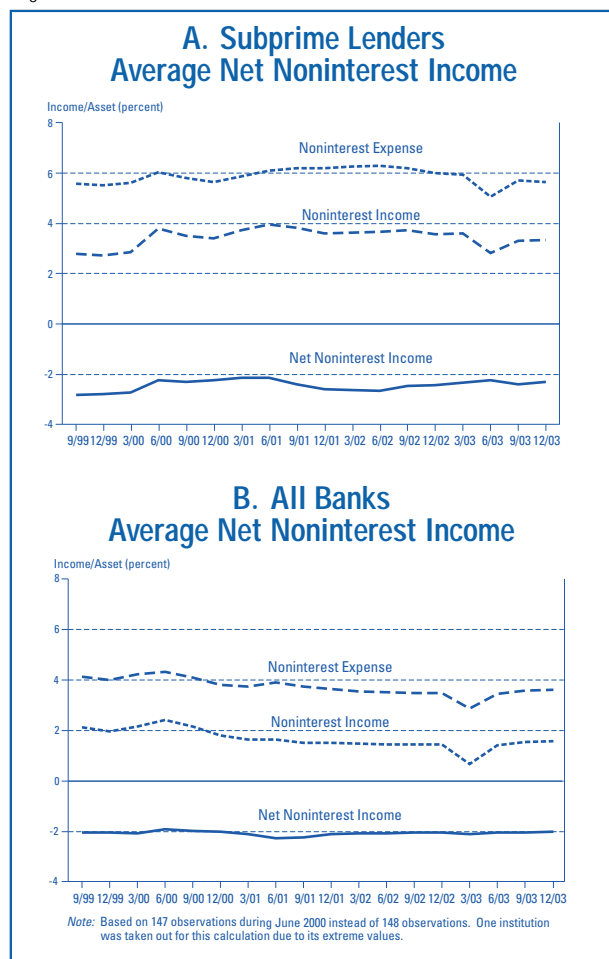 A. Subprime Lenders
Average Net Noninterest Income
Income/Asset (percent)
8
Noninterest Expense
6
4
Noninterest Income
2
0
Net Noninterest Income
-2
-4
9/99 12/99 3/00 6/00 9/00 12/00 3/01 6/01 9/01 12/01 3/02 6/02 9/02 12/02 3/03 6/03 9/03 12/03
B. All Banks
Average Net Noninterest Income
Income/Asset (percent)
8
6
Noninterest Expense
4
Noninterest Income
2
0
Net Noninterest Income
-2
-4
9/99 12/99 3/00 6/00 9/00 12/00 3/01 6/01 9/01 12/01 3/02 6/02 9/02 12/02 3/03 6/03 9/03 12/03
Note: Based on 147 observations during June 2000 instead of 148 observations. One institution
was taken out for this calculation due to its extreme values.